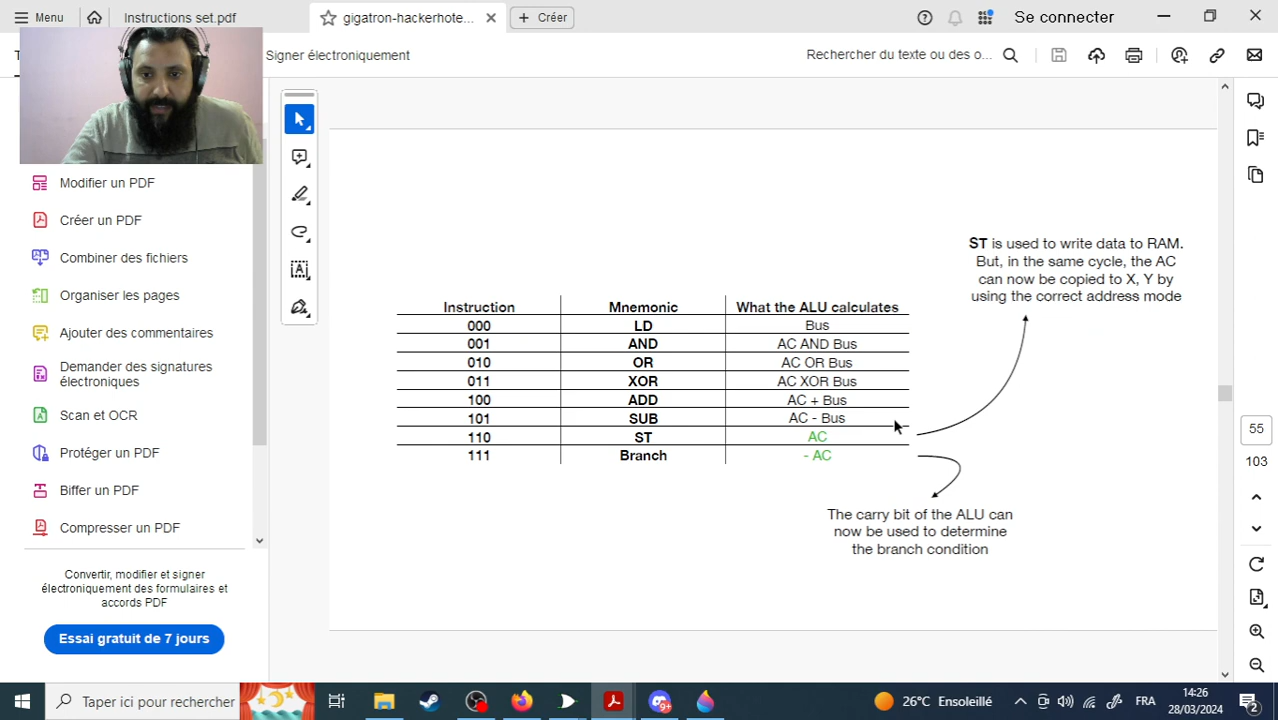 Menu
Instructions set.pdf
gigatron-hackerhote...
Créer
Se connecter
T
Signer électroniquement
Rechercher du texte ou des o...
Modifier un PDF
Créer un PDF
Combiner des fichiers
Organiser les pages
Ajouter des commentaires
Demander des signatures
électroniques
Scan et OCR
Protéger un PDF
Biffer un PDF
Compresser un PDF
Convertir, modifier et signer
électroniquement des formulaires et
accords PDF
Essai gratuit de 7 jours
ST is used to write data to RAM.
But, in the same cycle, the AC
can now be copied to X, Y by
using the correct address mode
Instruction Mnemonic What the ALU calculates
000 LD Bus
001 AND AC AND Bus
010 OR AC OR Bus
011 XOR AC XOR Bus
100 ADD AC + Bus
101 SUB AC - Bus
110 ST AC
111 Branch - AC
The carry bit of the ALU can
now be used to determine
the branch condition
55
103
Taper ici pour rechercher
9+
26°C Ensoleillé
FRA
14:26
28/03/2024
2